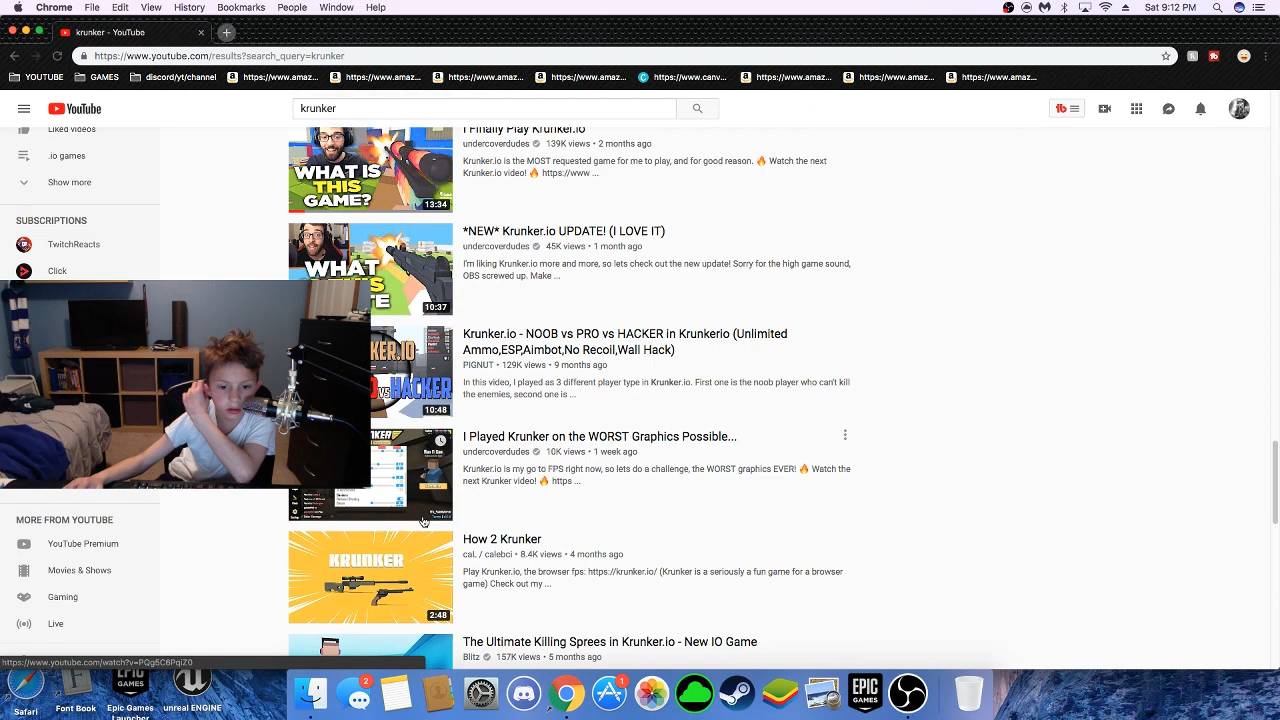 Chrome File Edit View History Bookmarks People Window Help Sat 9:12 PM
krunker - YouTube
https://www.youtube.com/results?search_query=krunker
YOUTUBE GAMES discord/yt/channel https://www.amaz... https://www.amaz... https://www.amaz... https://www.amaz... https://www.canv... https://www.amaz... https://www.amaz... https://www.amaz...
YouTube krunker
Liked videos
.io games
Show more
SUBSCRIPTIONS
TwitchReacts
Click
MORE FROM YOUTUBE
YouTube Premium
Movies & Shows
Gaming
Live
WHAT IS
THIS
GAME?
13:34
I Finally Play Krunker.io
undercoverdudes 139K views • 2 months ago
Krunker.io is the MOST requested game for me to play, and for good reason. 🔥 Watch the next
Krunker.io video! 🔥 https://www ...
WHAT
10:37
*NEW* Krunker.io UPDATE! (I LOVE IT)
undercoverdudes 45K views • 1 month ago
I'm liking Krunker.io more and more, so lets check out the new update! Sorry for the high game sound,
OBS screwed up. Make ...
10:48
Krunker.io - NOOB vs PRO vs HACKER in Krunkerio (Unlimited
Ammo,ESP,Aimbot,No Recoil,Wall Hack)
PIGNUT • 129K views • 9 months ago
In this video, I played as 3 different player type in Krunker.io. First one is the noob player who can't kill
the enemies, second one is ...
I Played Krunker on the WORST Graphics Possible...
undercoverdudes 10K views • 1 week ago
Krunker.io is my go to FPS right now, so lets do a challenge, the WORST graphics EVER! 🔥 Watch the
next Krunker video! 🔥 https ...
KRUNKER
2:48
How 2 Krunker
caL / calebci • 8.4K views • 4 months ago
Play Krunker.io, the browser fps: https://krunker.io/ (Krunker is a seriously a fun game for a browser
game) Check out my ...
The Ultimate Killing Sprees in Krunker.io - New IO Game
Blitz 157K views • 5 months ago
https://www.youtube.com/watch?v=PQg5C6PqiZ0
Safari
Font Book
Epic Games
Launcher
unreal ENGINE
2
1
EPIC
GAMES